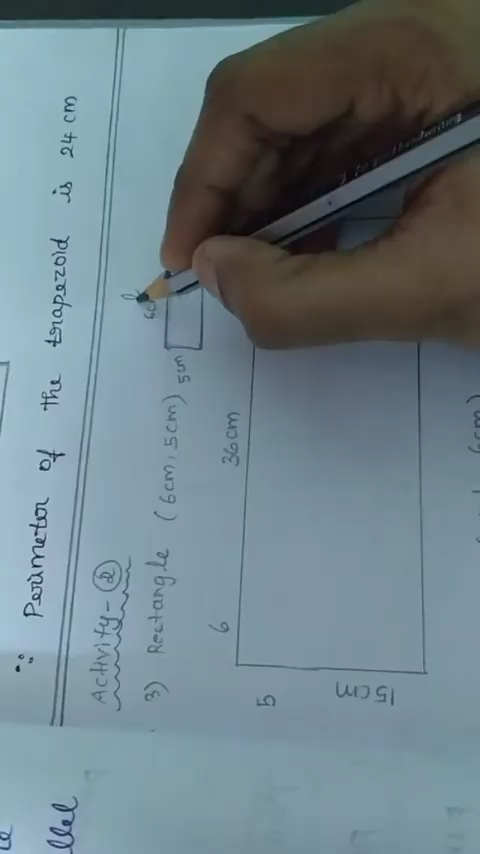 ∴ Perimeter of the trapezoid is 24 cm
Activity - 2
3) Rectangle (6cm, 5cm)
5cm
36cm
6
5
15cm